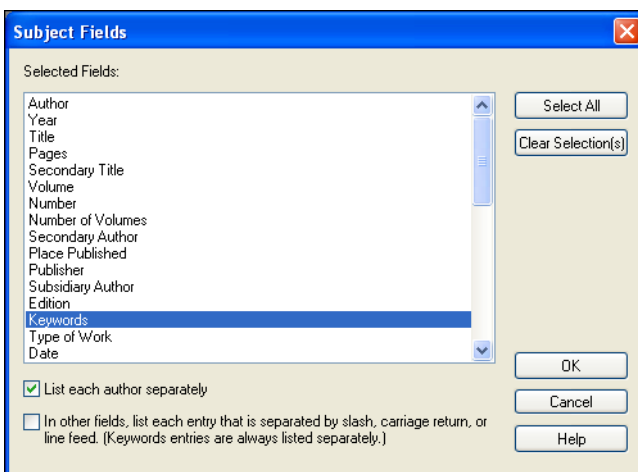 Subject Fields
Selected Fields:
Author
Year
Title
Pages
Secondary Title
Volume
Number
Number of Volumes
Secondary Author
Place Published
Publisher
Subsidiary Author
Edition
Keywords
Type of Work
Date
Select All
Clear Selection(s)
List each author separately
In other fields, list each entry that is separated by slash, carriage return, or
line feed. (Keywords entries are always listed separately.)
OK
Cancel
Help